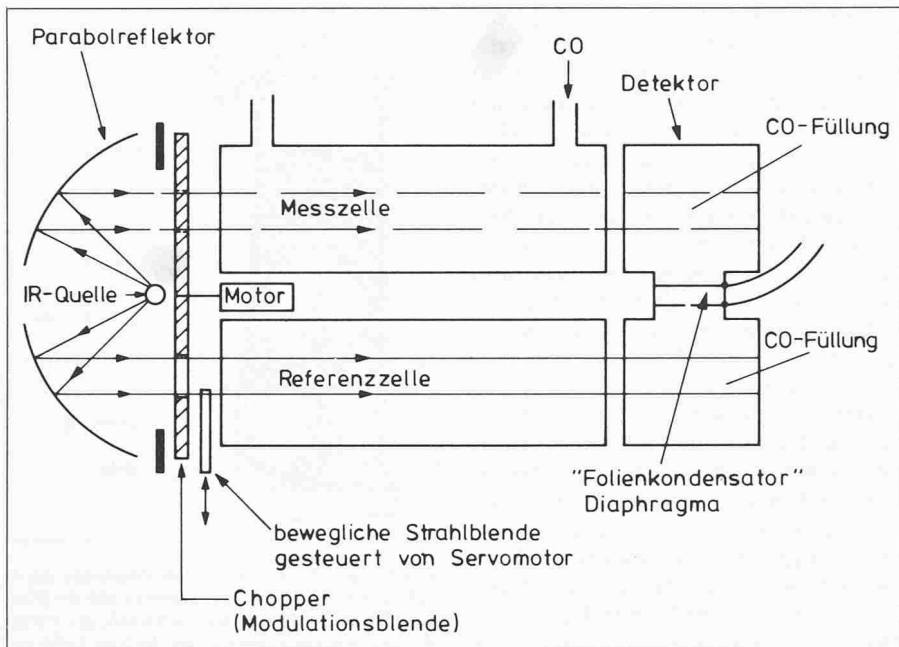 Parabolreflektor
CO
Detektor
CO-Füllung
Messzelle
IR-Quelle
Motor
CO-Füllung
Referenzzelle
"Folienkondensator"
Diaphragma
bewegliche Strahlblende
gesteuert von Servomotor
Chopper
(Modulationsblende)